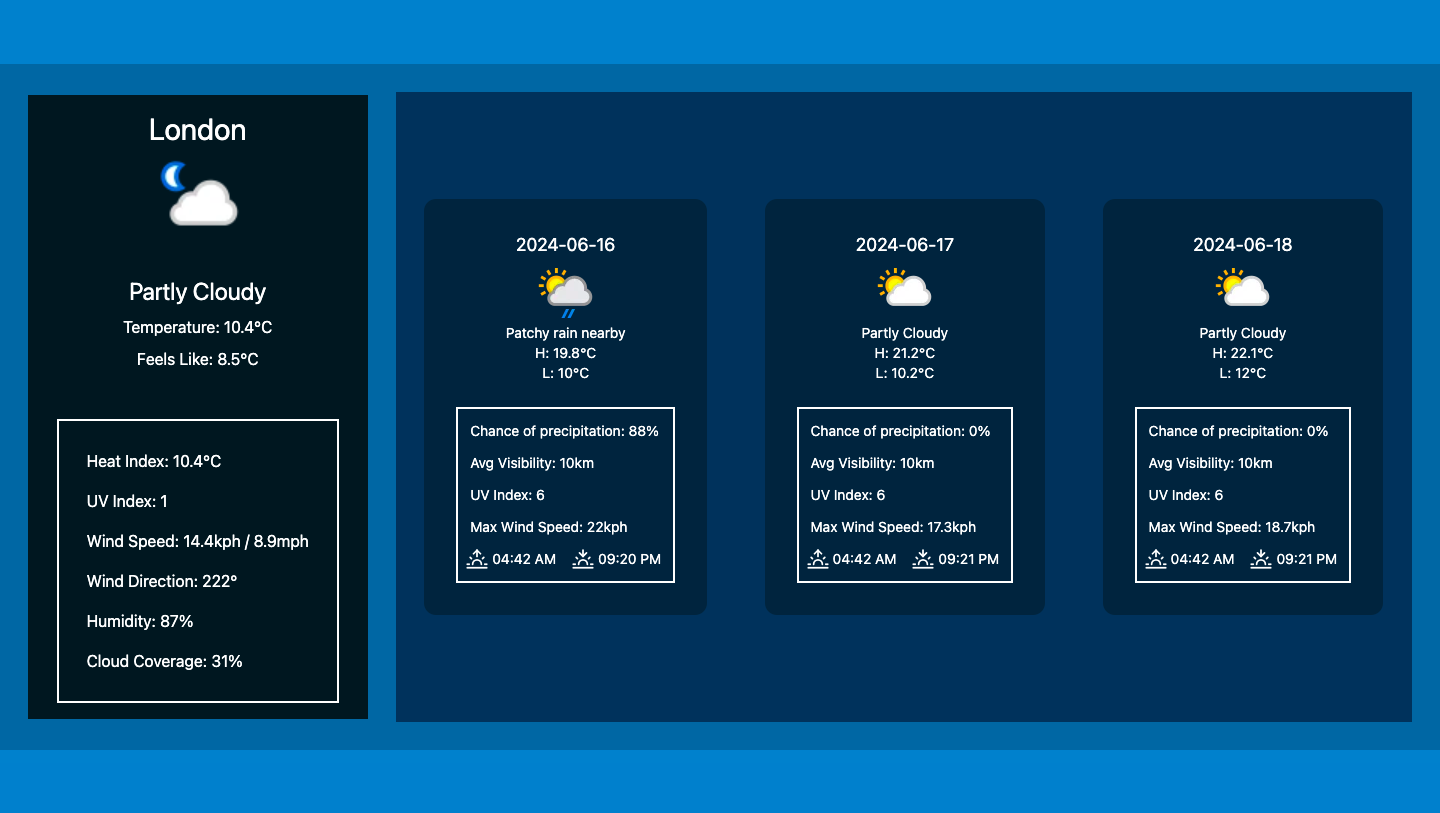 London
Partly Cloudy
Temperature: 10.4°C
Feels Like: 8.5°C
Heat Index: 10.4°C
UV Index: 1
Wind Speed: 14.4kph / 8.9mph
Wind Direction: 222°
Humidity: 87%
Cloud Coverage: 31%
2024-06-16
Patchy rain nearby
H: 19.8°C
L: 10°C
Chance of precipitation: 88%
Avg Visibility: 10km
UV Index: 6
Max Wind Speed: 22kph
04:42 AM 09:20 PM
2024-06-17
Partly Cloudy
H: 21.2°C
L: 10.2°C
Chance of precipitation: 0%
Avg Visibility: 10km
UV Index: 6
Max Wind Speed: 17.3kph
04:42 AM 09:21 PM
2024-06-18
Partly Cloudy
H: 22.1°C
L: 12°C
Chance of precipitation: 0%
Avg Visibility: 10km
UV Index: 6
Max Wind Speed: 18.7kph
04:42 AM 09:21 PM